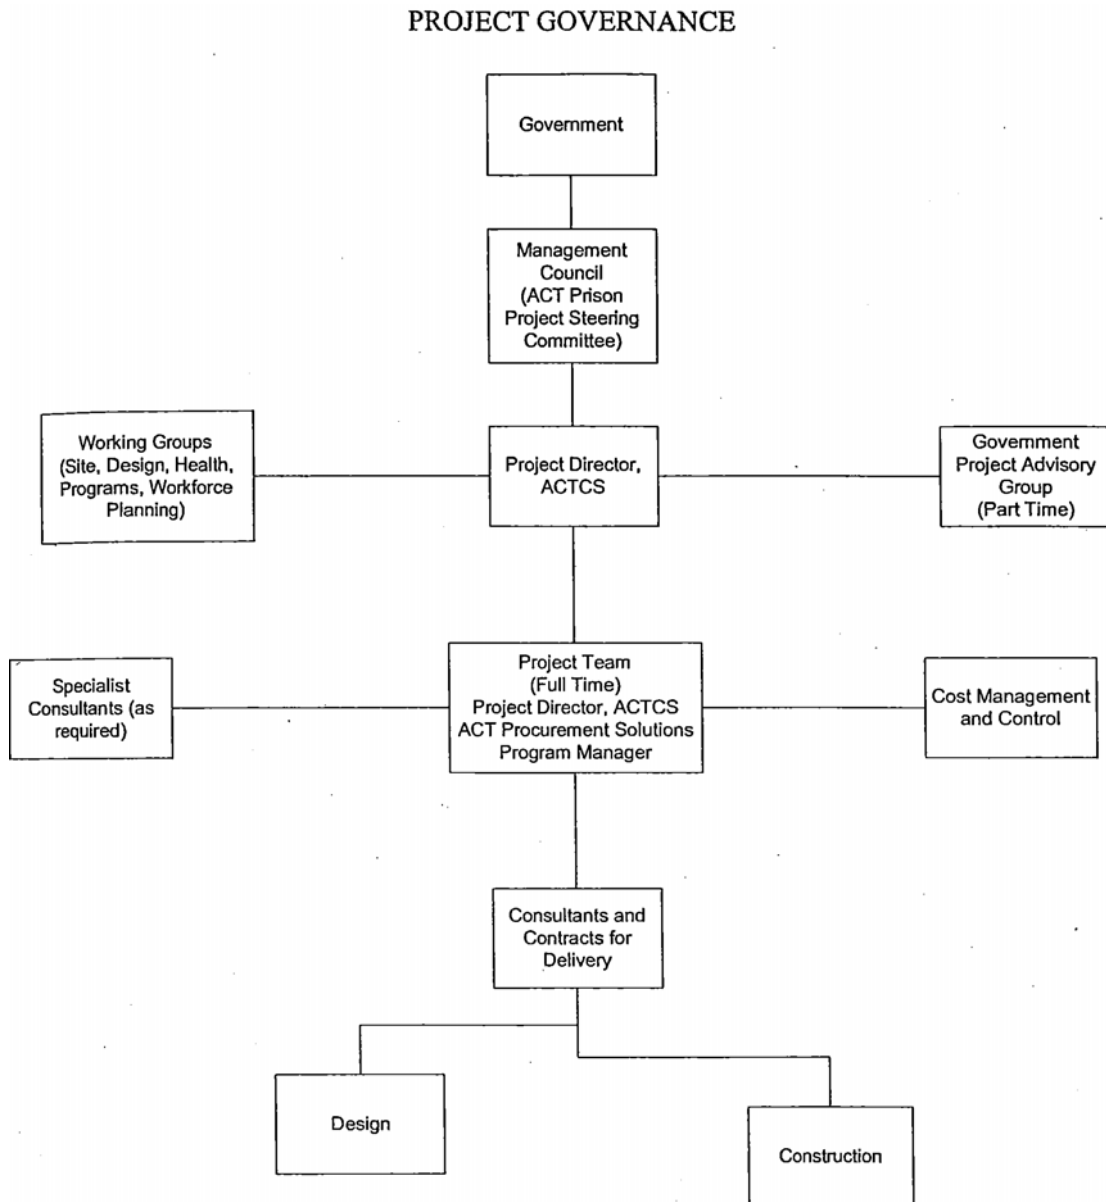 PROJECT GOVERNANCE
Government
Management
Council
(ACT Prison
Project Steering
Committee)
Working Groups
(Site, Design, Health,
Programs, Workforce
Planning)
Project Director,
ACTCS
Government
Project Advisory
Group
(Part Time)
Specialist
Consultants (as
required)
Project Team
(Full Time)
Project Director, ACTCS
ACT Procurement Solutions
Program Manager
Cost Management
and Control
Consultants and
Contracts for
Delivery
Design
Construction